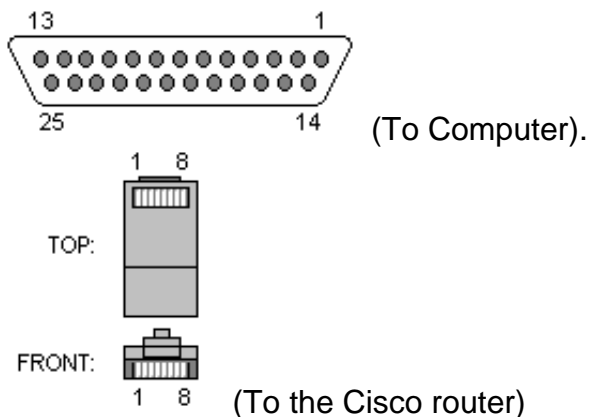 13 1
25 14
(To Computer).
1 8
TOP:
FRONT:
1 8
(To the Cisco router)